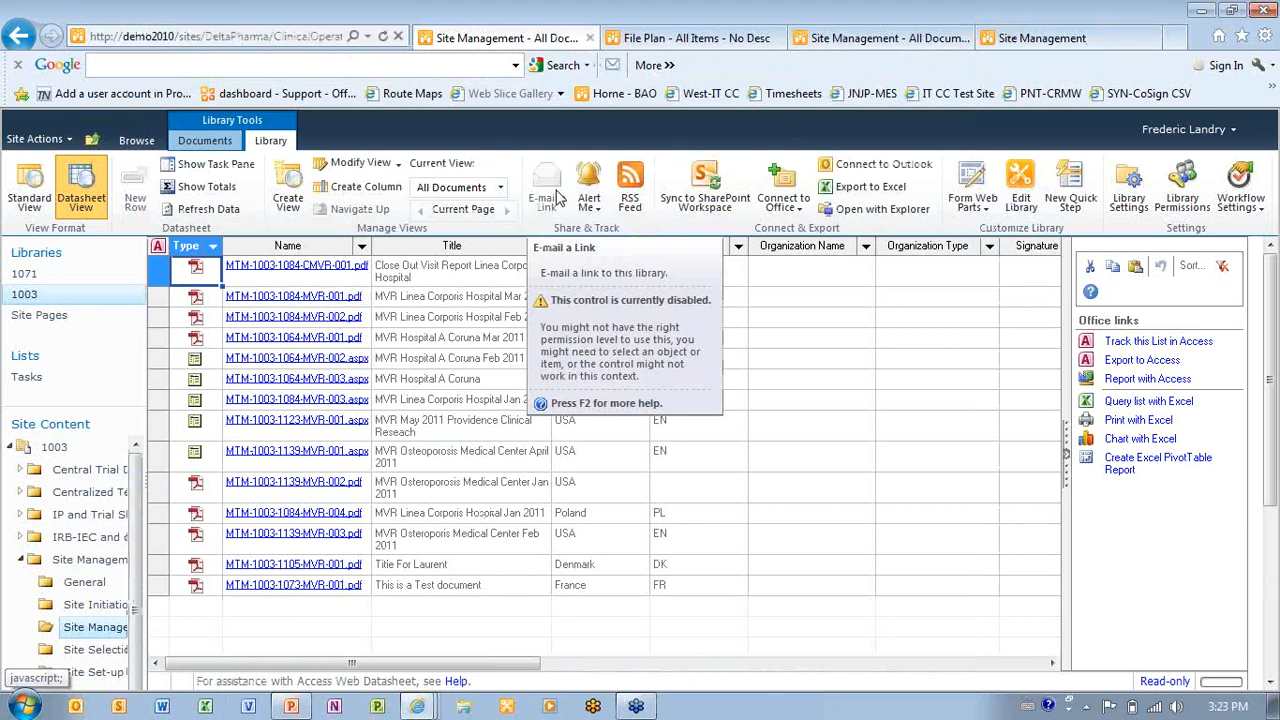 http://demo2010/sites/DeltaPharma/Clinical Operat
Site Management - All Doc...
File Plan - All Items - No Desc
Site Management - All Docum...
Site Management
Google
Search
More »
Sign In
Add a user account in Pro...
dashboard - Support - Off...
Route Maps
Web Slice Gallery
Home - BAO
West-IT CC
Timesheets
JNJP-MES
IT CC Test Site
PNT-CRMW
SYN-CoSign CSV
Library Tools
Site Actions
Browse
Documents
Library
Frederic Landry
Standard View
Datasheet View
New Row
Show Task Pane
Show Totals
Refresh Data
Create View
Modify View
Create Column
Navigate Up
Current View:
All Documents
Current Page
E-mail a Link
Alert Me
RSS Feed
Sync to SharePoint Workspace
Connect to Office
Connect to Outlook
Export to Excel
Open with Explorer
Form Web Parts
Edit Library
New Quick Step
Library Settings
Library Permissions
Workflow Settings
View Format
Datasheet
Manage Views
Share & Track
Connect & Export
Customize Library
Settings
Libraries
1071
1003
Site Pages
Lists
Tasks
Site Content
1003
Central Trial D
Centralized Te
IP and Trial S
IRB-IEC and
Site Managem
General
Site Initiatio
Site Manage
Site Selecti
Site Set-up
javascript:;
Type
Name
Title
Organization Name
Organization Type
Signature
MTM-1003-1084-CMVR-001.pdf
Close Out Visit Report Linea Corpo
Hospital
MTM-1003-1084-MVR-001.pdf
MVR Linea Corporis Hospital Mar 2
MTM-1003-1084-MVR-002.pdf
MVR Linea Corporis Hospital Feb 2
MTM-1003-1064-MVR-001.pdf
MVR Hospital A Coruna Mar 2011
MTM-1003-1064-MVR-002.aspx
MVR Hospital A Coruna Feb 2011
MTM-1003-1064-MVR-003.aspx
MVR Hospital A Coruna
MTM-1003-1084-MVR-003.pdf
MVR Linea Corporis Hospital Jan 2
MTM-1003-1123-MVR-001.aspx
MVR May 2011 Providence Clinical
Reseach
USA
EN
MTM-1003-1139-MVR-001.aspx
MVR Osteoporosis Medical Center April
2011
USA
EN
MTM-1003-1139-MVR-002.pdf
MVR Osteroporosis Medical Center Jan
2011
USA
MTM-1003-1084-MVR-004.pdf
MVR Linea Corporis Hospital Jan 2011
Poland
PL
MTM-1003-1139-MVR-003.pdf
MVR Osteroporis Medical Center Feb
2011
USA
EN
MTM-1003-1105-MVR-001.pdf
Title For Laurent
Denmark
DK
MTM-1003-1073-MVR-001.pdf
This is a Test document
France
FR
E-mail a Link
E-mail a link to this library.
This control is currently disabled.
You might not have the right
permission level to use this, you
might need to select an object or
item, or the control might not
work in this context.
Press F2 for more help.
Sort...
Office links
Track this List in Access
Export to Access
Report with Access
Query list with Excel
Print with Excel
Chart with Excel
Create Excel PivotTable
Report
For assistance with Access Web Datasheet, see Help.
Read-only
3:23 PM